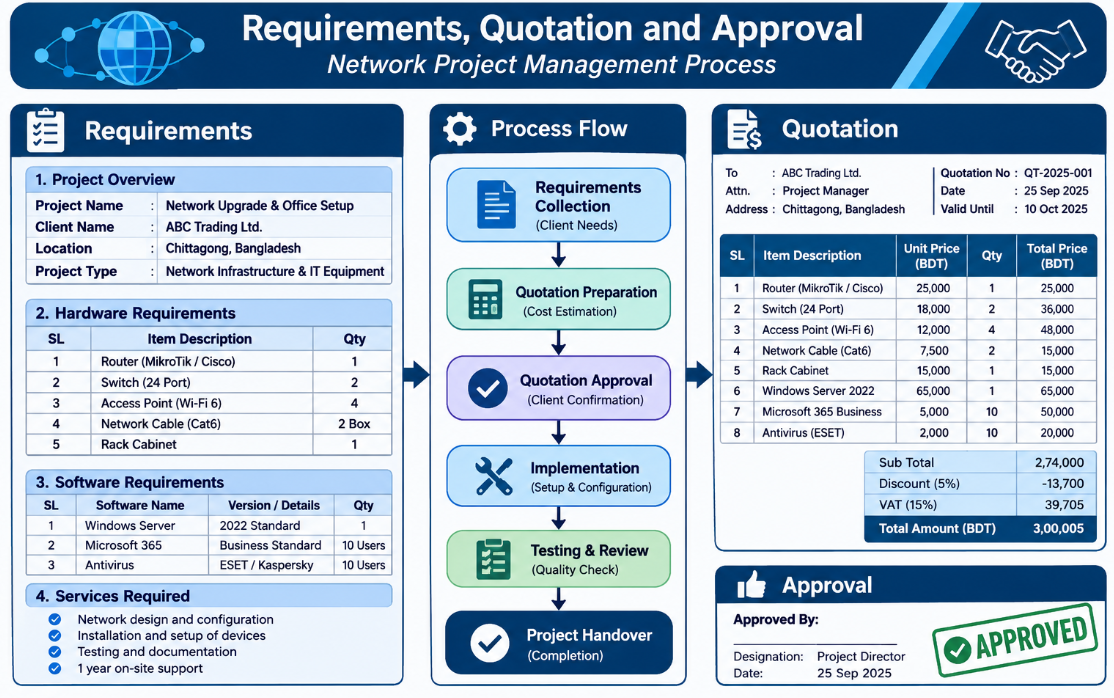 Requirements, Quotation and Approval
Network Project Management Process
Requirements
1. Project Overview
Project Name : Network Upgrade & Office Setup
Client Name : ABC Trading Ltd.
Location : Chittagong, Bangladesh
Project Type : Network Infrastructure & IT Equipment
2. Hardware Requirements
SL Item Description Qty
1 Router (MikroTik / Cisco) 1
2 Switch (24 Port) 2
3 Access Point (Wi-Fi 6) 4
4 Network Cable (Cat6) 2 Box
5 Rack Cabinet 1
3. Software Requirements
SL Software Name Version / Details Qty
1 Windows Server 2022 Standard 1
2 Microsoft 365 Business Standard 10 Users
3 Antivirus ESET / Kaspersky 10 Users
4. Services Required
Network design and configuration
Installation and setup of devices
Testing and documentation
1 year on-site support
Process Flow
Requirements
Collection
(Client Needs)
Quotation Preparation
(Cost Estimation)
Quotation Approval
(Client Confirmation)
Implementation
(Setup & Configuration)
Testing & Review
(Quality Check)
Project Handover
(Completion)
Quotation
To : ABC Trading Ltd.
Attn. : Project Manager
Address : Chittagong, Bangladesh
Quotation No : QT-2025-001
Date : 25 Sep 2025
Valid Until : 10 Oct 2025
SL Item Description Unit Price (BDT) Qty Total Price (BDT)
1 Router (MikroTik / Cisco) 25,000 1 25,000
2 Switch (24 Port) 18,000 2 36,000
3 Access Point (Wi-Fi 6) 12,000 4 48,000
4 Network Cable (Cat6) 7,500 2 15,000
5 Rack Cabinet 15,000 1 15,000
6 Windows Server 2022 65,000 1 65,000
7 Microsoft 365 Business 5,000 10 50,000
8 Antivirus (ESET) 2,000 10 20,000
Sub Total 2,74,000
Discount (5%) -13,700
VAT (15%) 39,705
Total Amount (BDT) 3,00,005
Approval
Approved By:
Designation: Project Director
Date: 25 Sep 2025
APPROVED